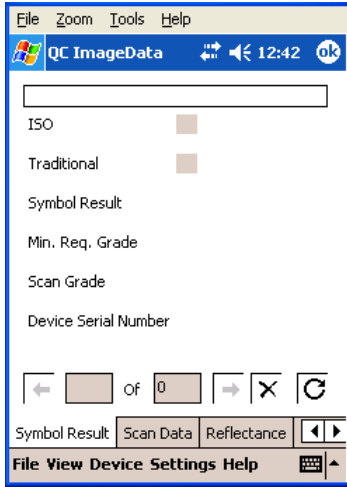 File Zoom Tools Help
QC ImageData 12:42 ok
ISO
Traditional
Symbol Result
Min. Req. Grade
Scan Grade
Device Serial Number
Of 0
Symbol Result Scan Data Reflectance
File View Device Settings Help